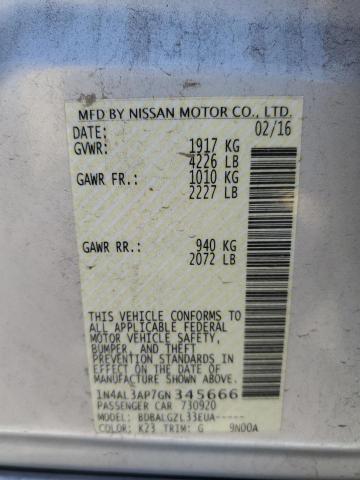 MFD BY NISSAN MOTOR CO., LTD.
DATE: 02/16
GVWR: 1917 KG
4226 LB
GAWR FR.: 1010 KG
2227 LB
GAWR RR.: 940 KG
2072 LB
THIS VEHICLE CONFORMS TO
ALL APPLICABLE FEDERAL
MOTOR VEHICLE SAFETY,
BUMPER, AND THEFT
PREVENTION STANDARDS IN
EFFECT ON THE DATE OF
MANUFACTURE SHOWN ABOVE.
1N4AL3AP7GN345666
PASSENGER CAR 730920
MODEL: BDBALGZL33EUA-----
COLOR: K23 TRIM: G 9N00A